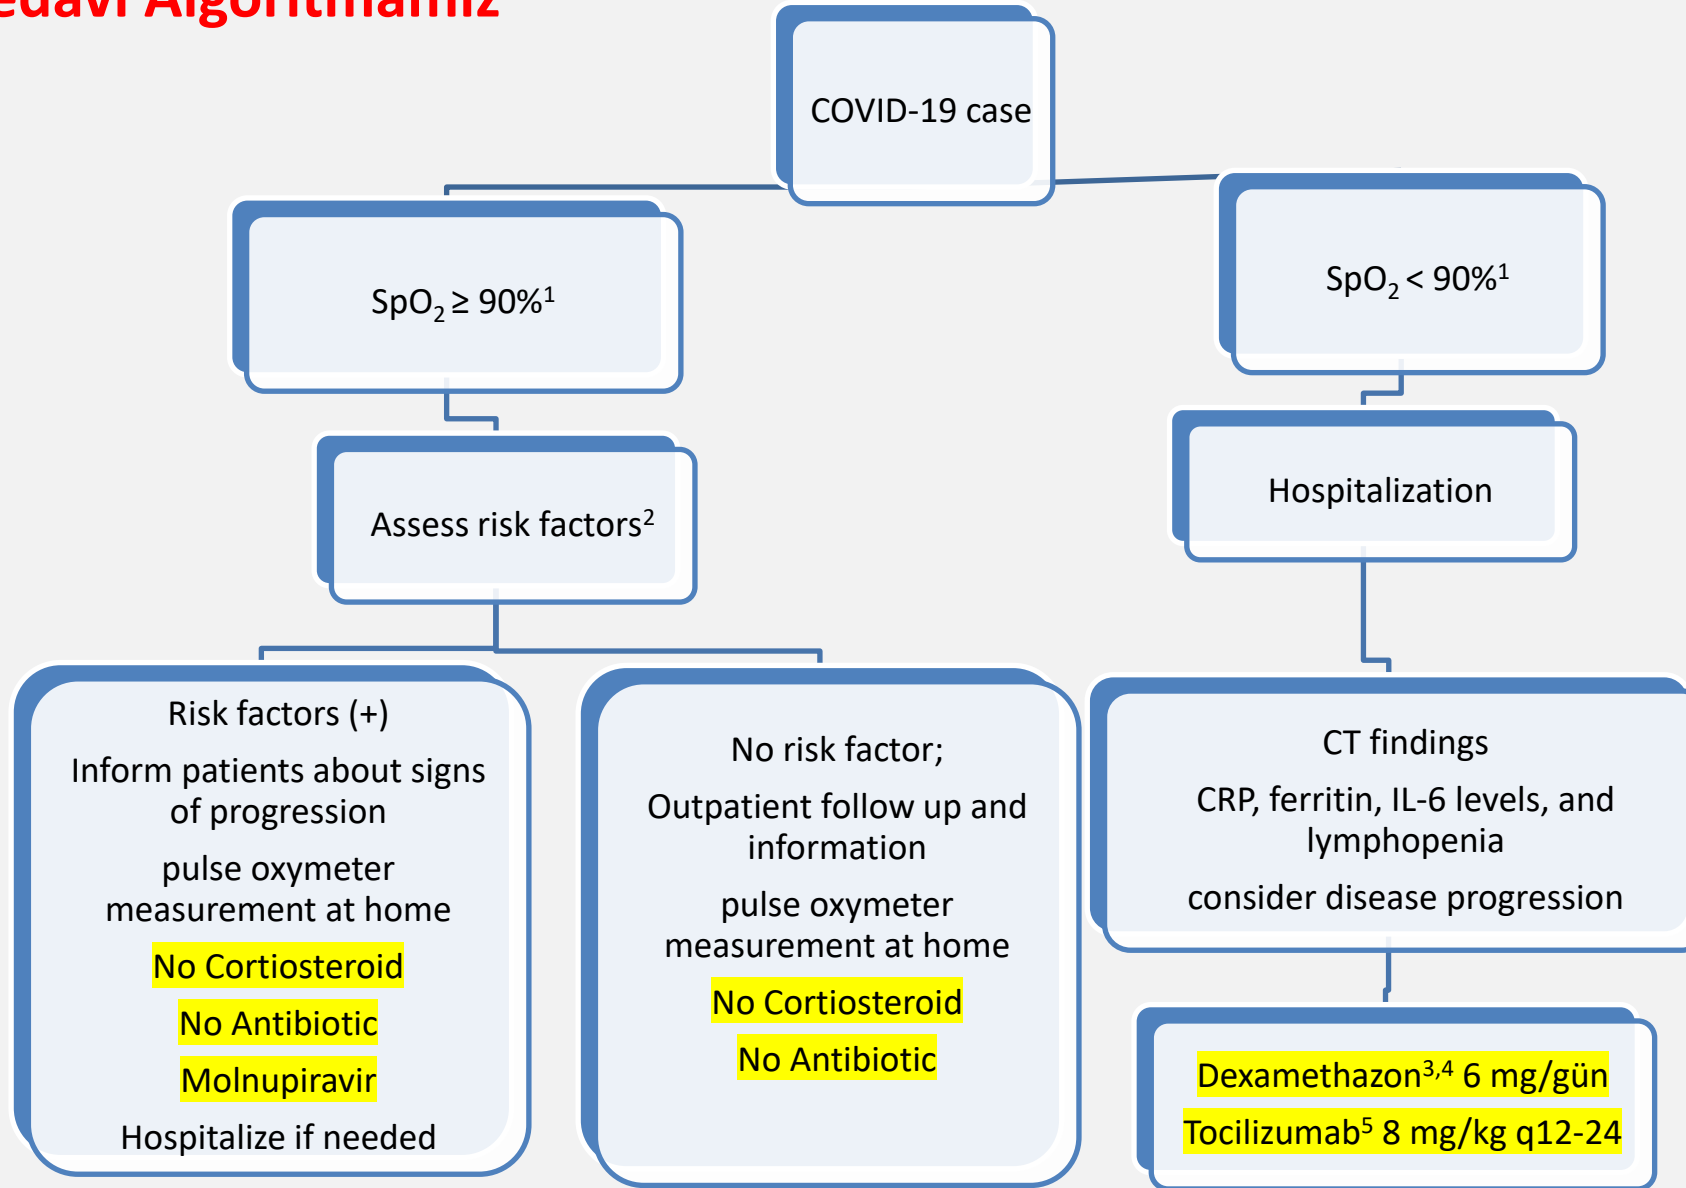 edavi Algoritmamız
COVID-19 case
SpO₂ ≥ 90%¹
SpO₂ < 90%¹
Assess risk factors²
Hospitalization
Risk factors (+)
Inform patients about signs
of progression
pulse oxymeter
measurement at home
No Cortiosteroid
No Antibiotic
Molnupiravir
Hospitalize if needed
No risk factor;
Outpatient follow up and
information
pulse oxymeter
measurement at home
No Cortiosteroid
No Antibiotic
CT findings
CRP, ferritin, IL-6 levels, and
lymphopenia
consider disease progression
Dexamethazon³,⁴ 6 mg/gün
Tocilizumab⁵ 8 mg/kg q12-24